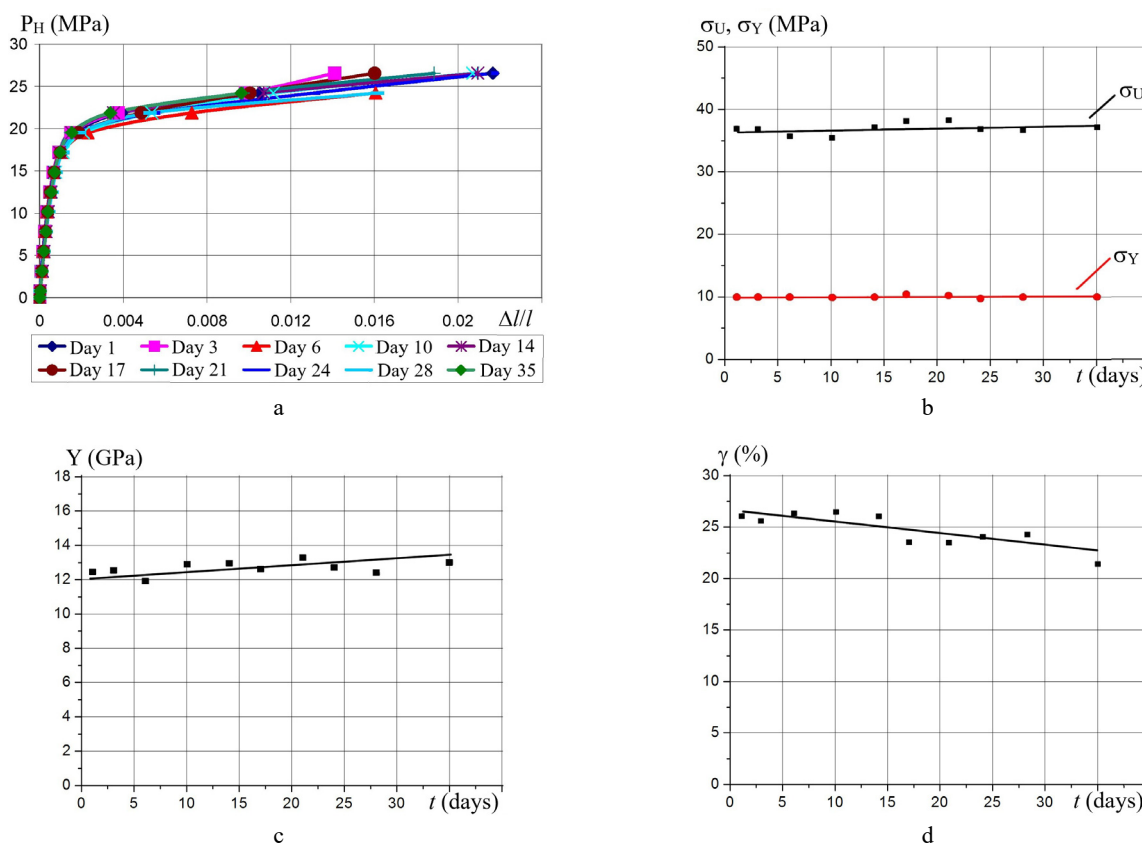 P_H (MPa)
30
25
20
15
10
5
0
0 0.004 0.008 0.012 0.016 0.02 Δl/l
Day 1 Day 3 Day 6 Day 10 Day 14
Day 17 Day 21 Day 24 Day 28 Day 35
a
σ_U, σ_Y (MPa)
50
40
30
20
10
0
σ_U
σ_Y
0 5 10 15 20 25 30 t (days)
b
Y (GPa)
18
16
14
12
10
8
6
4
2
0
0 5 10 15 20 25 30 t (days)
c
γ (%)
30
25
20
15
10
5
0
0 5 10 15 20 25 30 t (days)
d